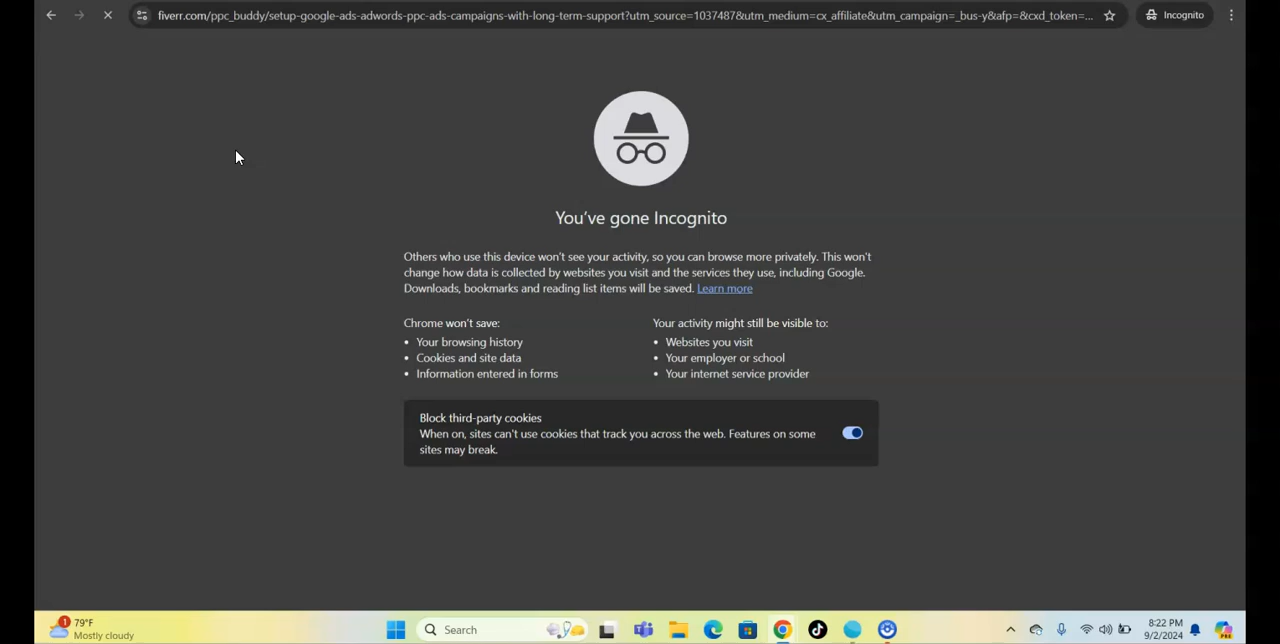 fiverr.com/ppc_buddy/setup-google-ads-adwords-ppc-ads-campaigns-with-long-term-support?utm_source=1037487&utm_medium=cx_affiliate&utm_campaign=_bus-y&afp=&cxd_token=...
Incognito
You've gone Incognito
Others who use this device won't see your activity, so you can browse more privately. This won't
change how data is collected by websites you visit and the services they use, including Google.
Downloads, bookmarks and reading list items will be saved. Learn more
Chrome won't save:
• Your browsing history
• Cookies and site data
• Information entered in forms
Your activity might still be visible to:
• Websites you visit
• Your employer or school
• Your internet service provider
Block third-party cookies
When on, sites can't use cookies that track you across the web. Features on some
sites may break.
1
79°F
Mostly cloudy
Search
8:22 PM
9/2/2024
PRE